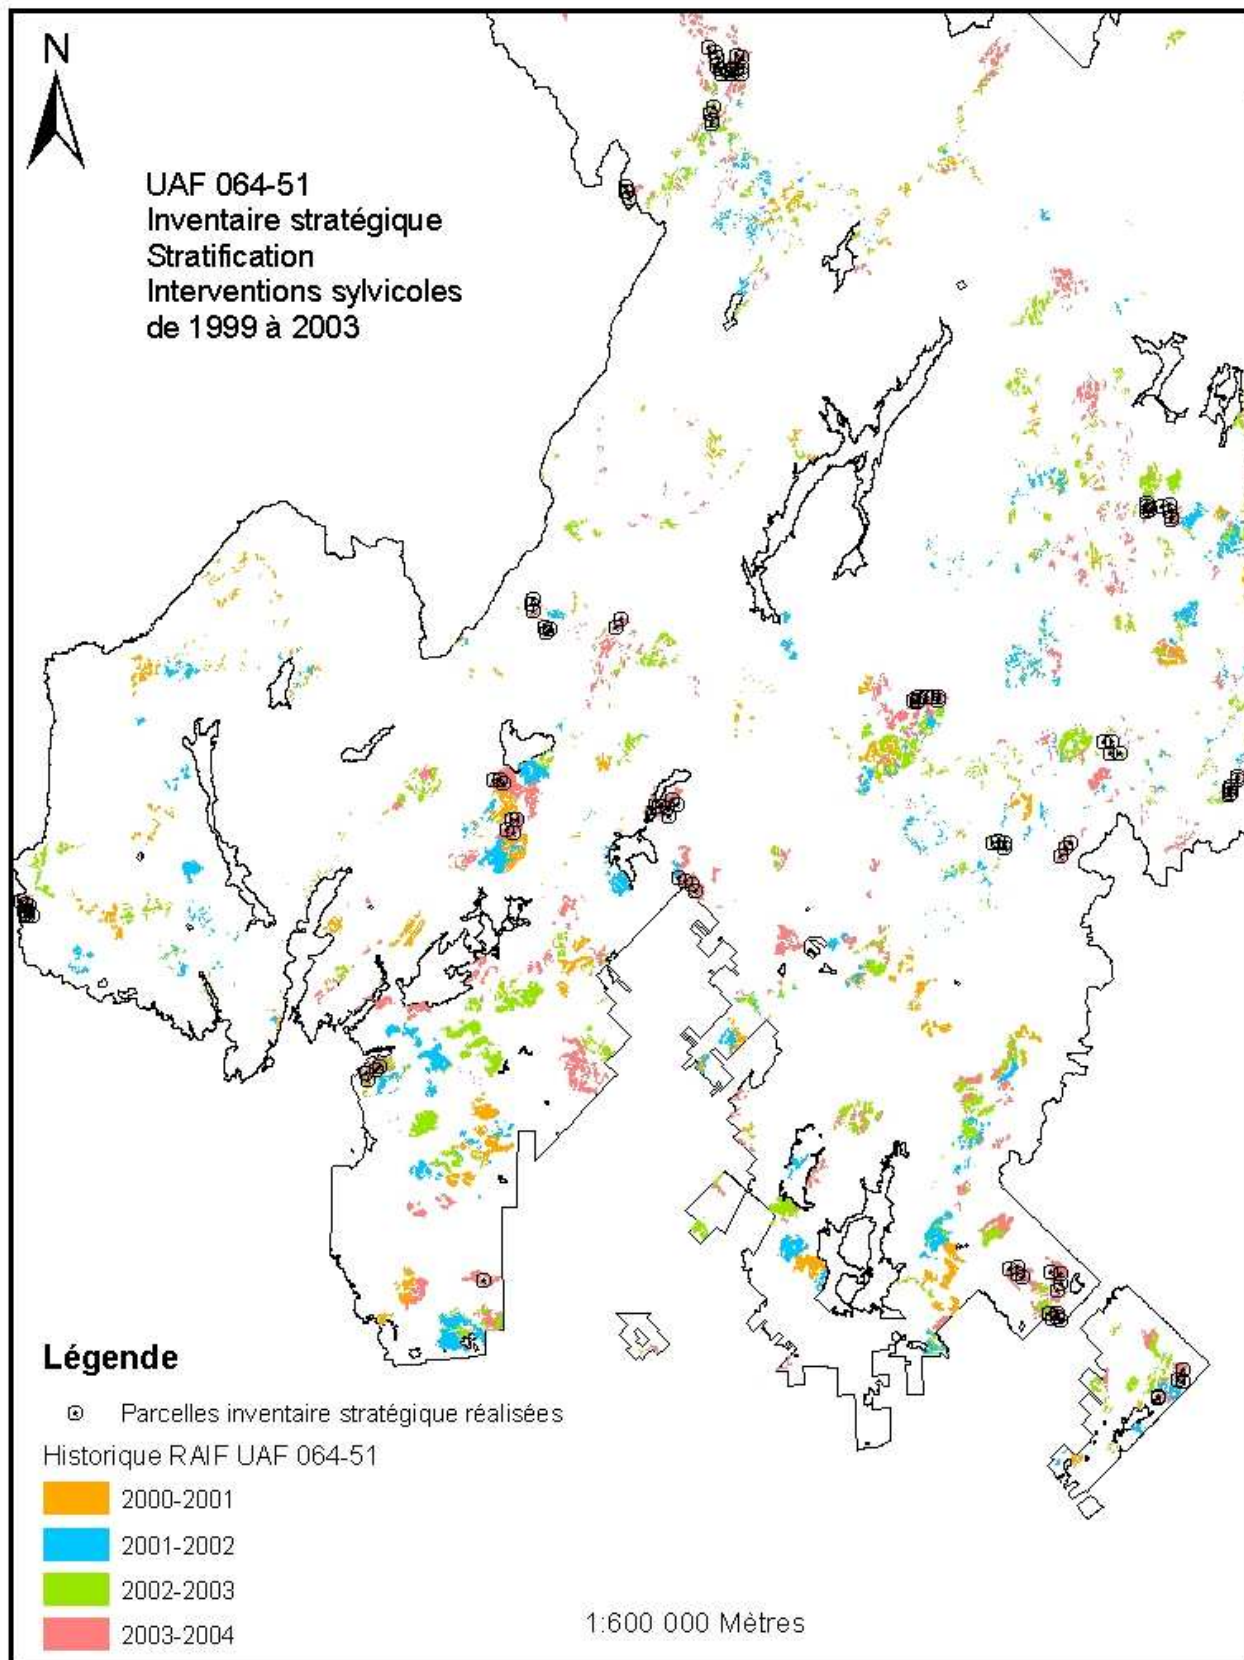 N
UAF 064-51
Inventaire stratégique
Stratification
Interventions sylvicoles
de 1999 à 2003
Légende
Parcelles inventaire stratégique réalisées
Historique RAIF UAF 064-51
2000-2001
2001-2002
2002-2003
2003-2004
1:600 000 Mètres